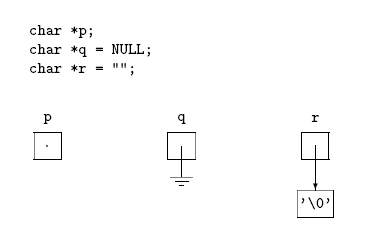 char *p;
char *q = NULL;
char *r = "";
p q r
'\0'